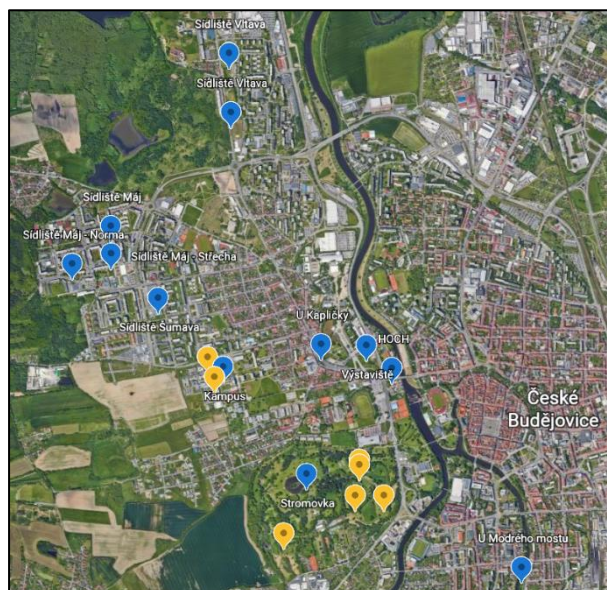 Sídliště Vltava
Sídliště Vltava
Sídliště Máj
Sídliště Máj - Norma
Sídliště Máj - Střecha
Sídliště Šumava
U Kapličky
HOCH
Výstaviště
Kampus
České
Budějovice
Stromovka
U Modrého mostu